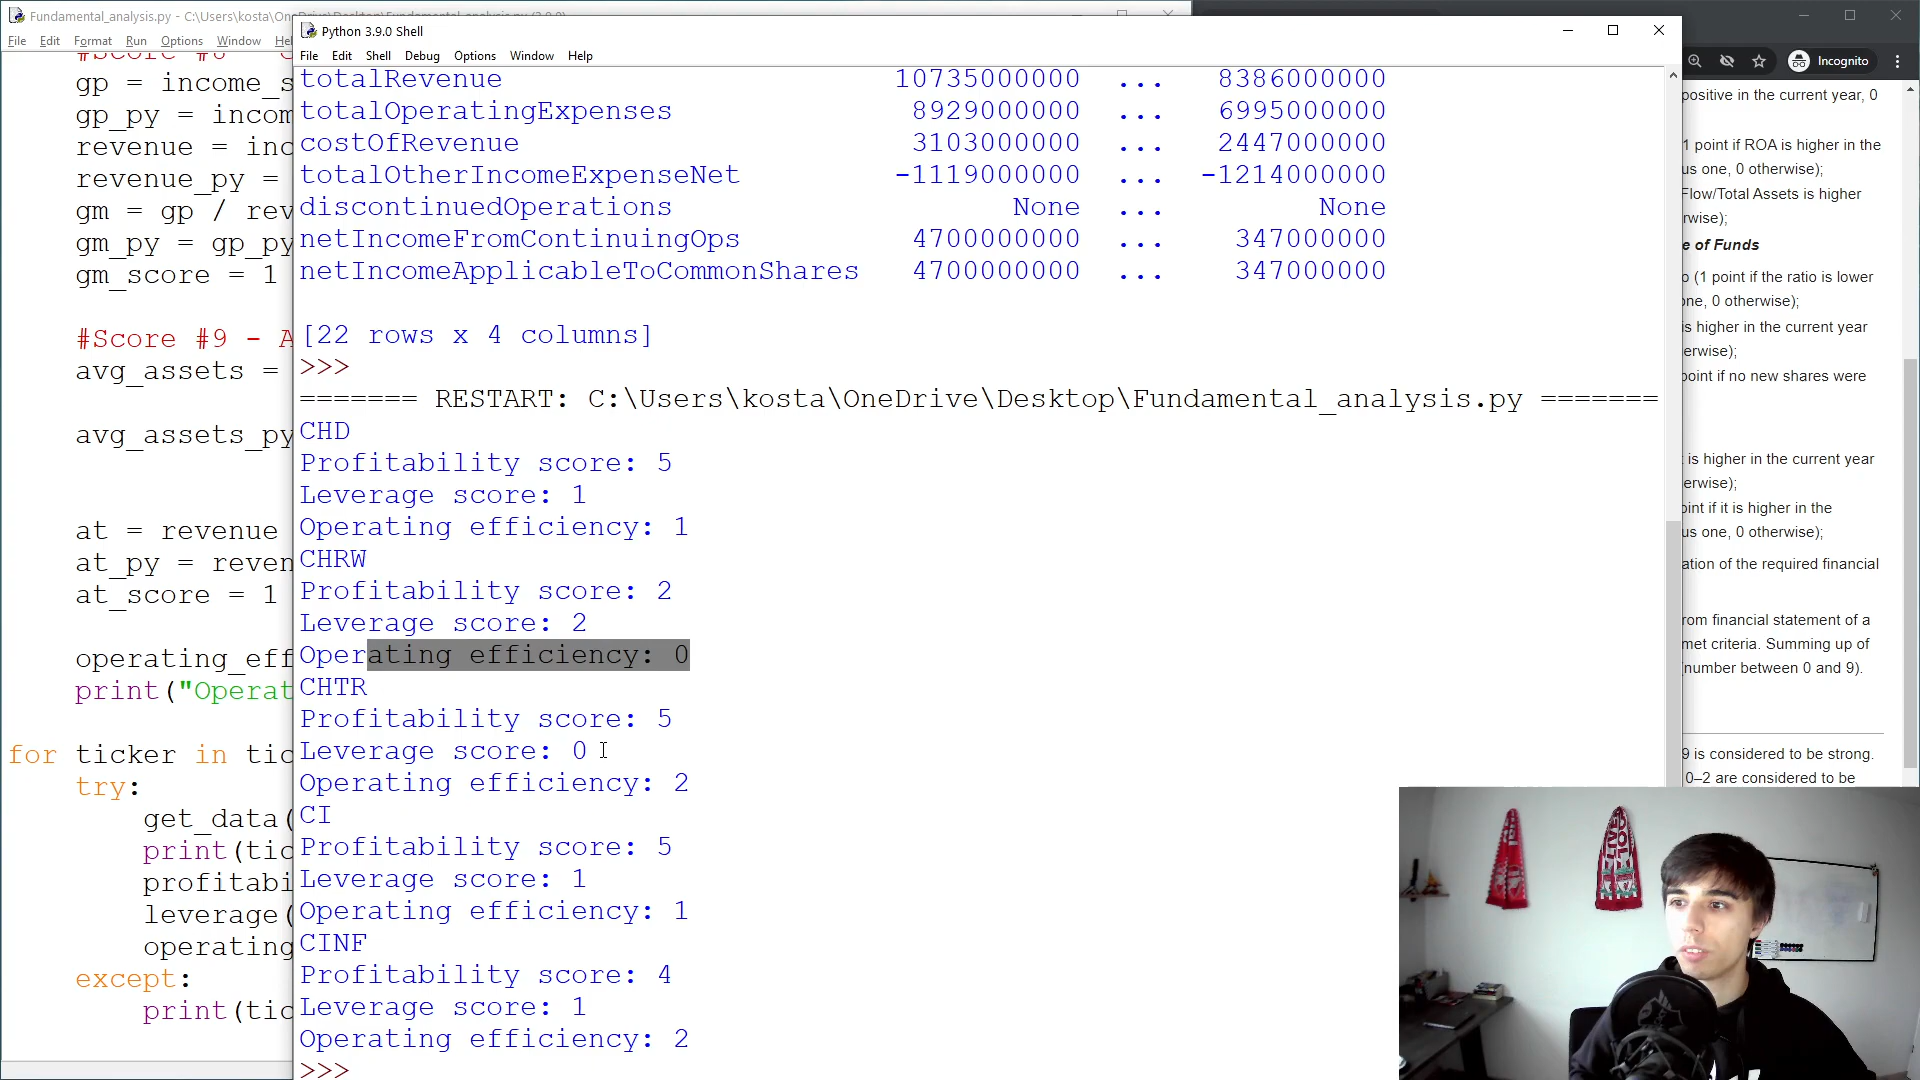 Fundamental_analysis.py - C:\Users\kosta\OneDrive\Desktop\Fundamental_analysis.py (3.9.0)
File Edit Format Run Options Window Hel
gp = income_s
gp_py = incom
revenue = inc
revenue_py =
gm = gp / rev
gm_py = gp_py
gm_score = 1
#Score #9 - A
avg_assets =
avg_assets_py
at = revenue
at_py = reven
at_score = 1
operating_eff
print("Operat
for ticker in tic
try:
get_data(
print(tic
profitabi
leverage(
operating
except:
print(tic
Python 3.9.0 Shell
File Edit Shell Debug Options Window Help
totalRevenue 10735000000 ... 8386000000
totalOperatingExpenses 8929000000 ... 6995000000
costOfRevenue 3103000000 ... 2447000000
totalOtherIncomeExpenseNet -1119000000 ... -1214000000
discontinuedOperations None ... None
netIncomeFromContinuingOps 4700000000 ... 347000000
netIncomeApplicableToCommonShares 4700000000 ... 347000000
[22 rows x 4 columns]
>>>
======= RESTART: C:\Users\kosta\OneDrive\Desktop\Fundamental_analysis.py =======
CHD
Profitability score: 5
Leverage score: 1
Operating efficiency: 1
CHRW
Profitability score: 2
Leverage score: 2
Operating efficiency: 0
CHTR
Profitability score: 5
Leverage score: 0
Operating efficiency: 2
CI
Profitability score: 5
Leverage score: 1
Operating efficiency: 1
CINF
Profitability score: 4
Leverage score: 1
Operating efficiency: 2
>>>
Incognito
positive in the current year, 0
1 point if ROA is higher in the
us one, 0 otherwise);
Flow/Total Assets is higher
rwise);
e of Funds
o (1 point if the ratio is lower
one, 0 otherwise);
is higher in the current year
erwise);
point if no new shares were
is higher in the current year
erwise);
int if it is higher in the
us one, 0 otherwise);
ation of the required financial
rom financial statement of a
met criteria. Summing up of
(number between 0 and 9).
9 is considered to be strong.
0–2 are considered to be